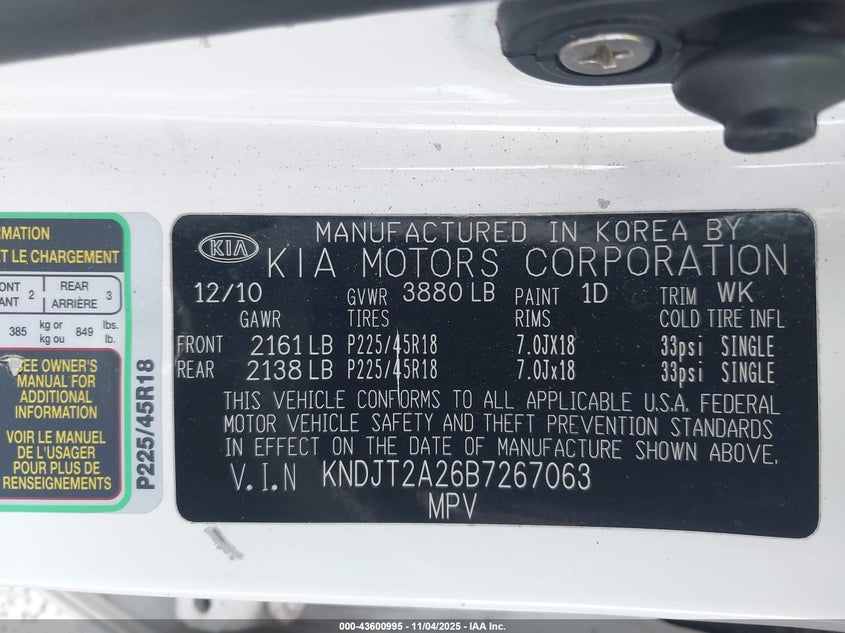 RMATION
ET LE CHARGEMENT
ONT 2 REAR 3
ANT ARRIÈRE
385 kg or 849 lbs.
kg ou lb.
SEE OWNER'S
MANUAL FOR
ADDITIONAL
INFORMATION
VOIR LE MANUEL
DE L'USAGER
POUR PLUS DE
RENSEIGNEMENTS
P225/45R18
MANUFACTURED IN KOREA BY
KIA KIA MOTORS CORPORATION
12/10 GVWR 3880 LB PAINT 1D TRIM WK
GAWR TIRES RIMS COLD TIRE INFL
FRONT 2161 LB P225/45R18 7.0JX18 33psi SINGLE
REAR 2138 LB P225/45R18 7.0Jx18 33psi SINGLE
THIS VEHICLE CONFORMS TO ALL APPLICABLE U.S.A. FEDERAL
MOTOR VEHICLE SAFETY AND THEFT PREVENTION STANDARDS
IN EFFECT ON THE DATE OF MANUFACTURE SHOWN ABOVE.
V.I.N KNDJT2A26B7267063
MPV
000-43600995 - 11/04/2025 - IAA Inc.